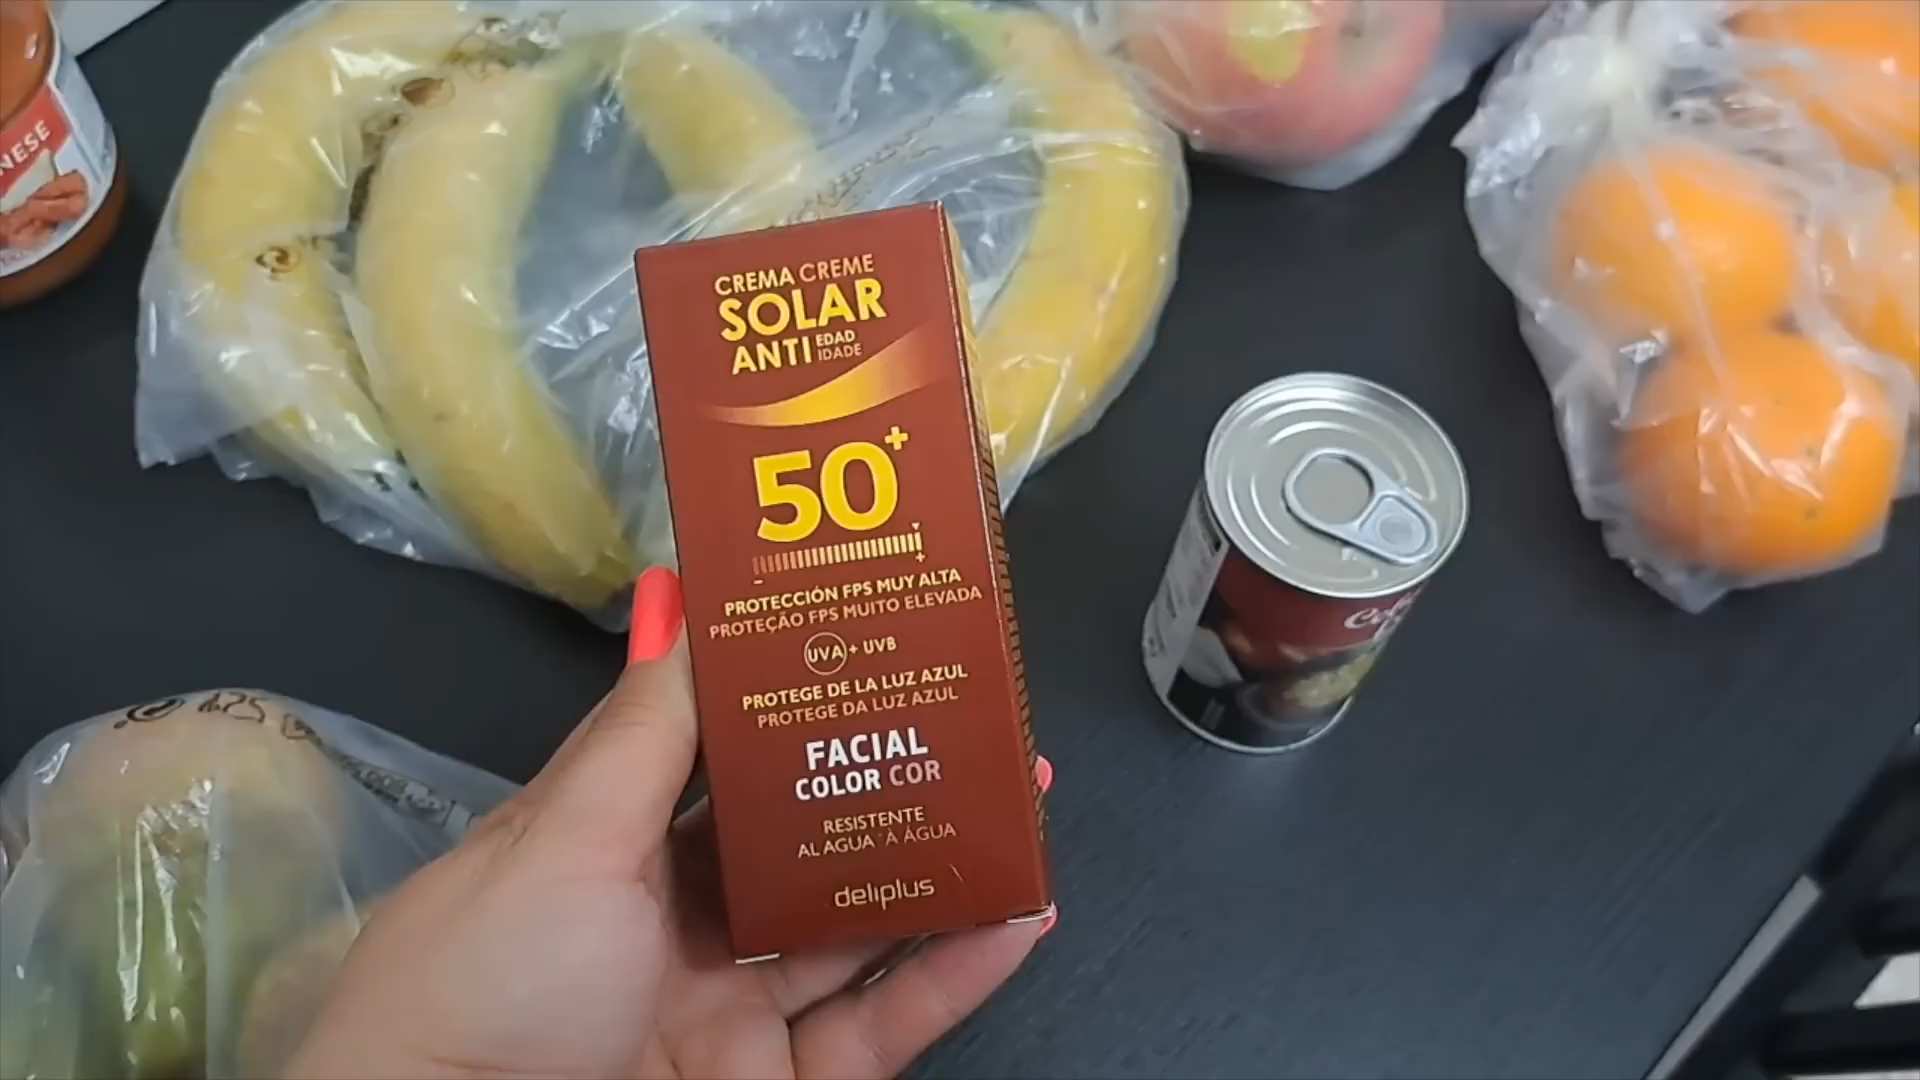 NESE
CREMA CREME
SOLAR
ANTI EDAD IDADE
50+
PROTECCIÓN FPS MUY ALTA
PROTEÇÃO FPS MUITO ELEVADA
UVA + UVB
PROTEGE DE LA LUZ AZUL
PROTEGE DA LUZ AZUL
FACIAL
COLOR COR
RESISTENTE
AL AGUA À ÁGUA
deliplus